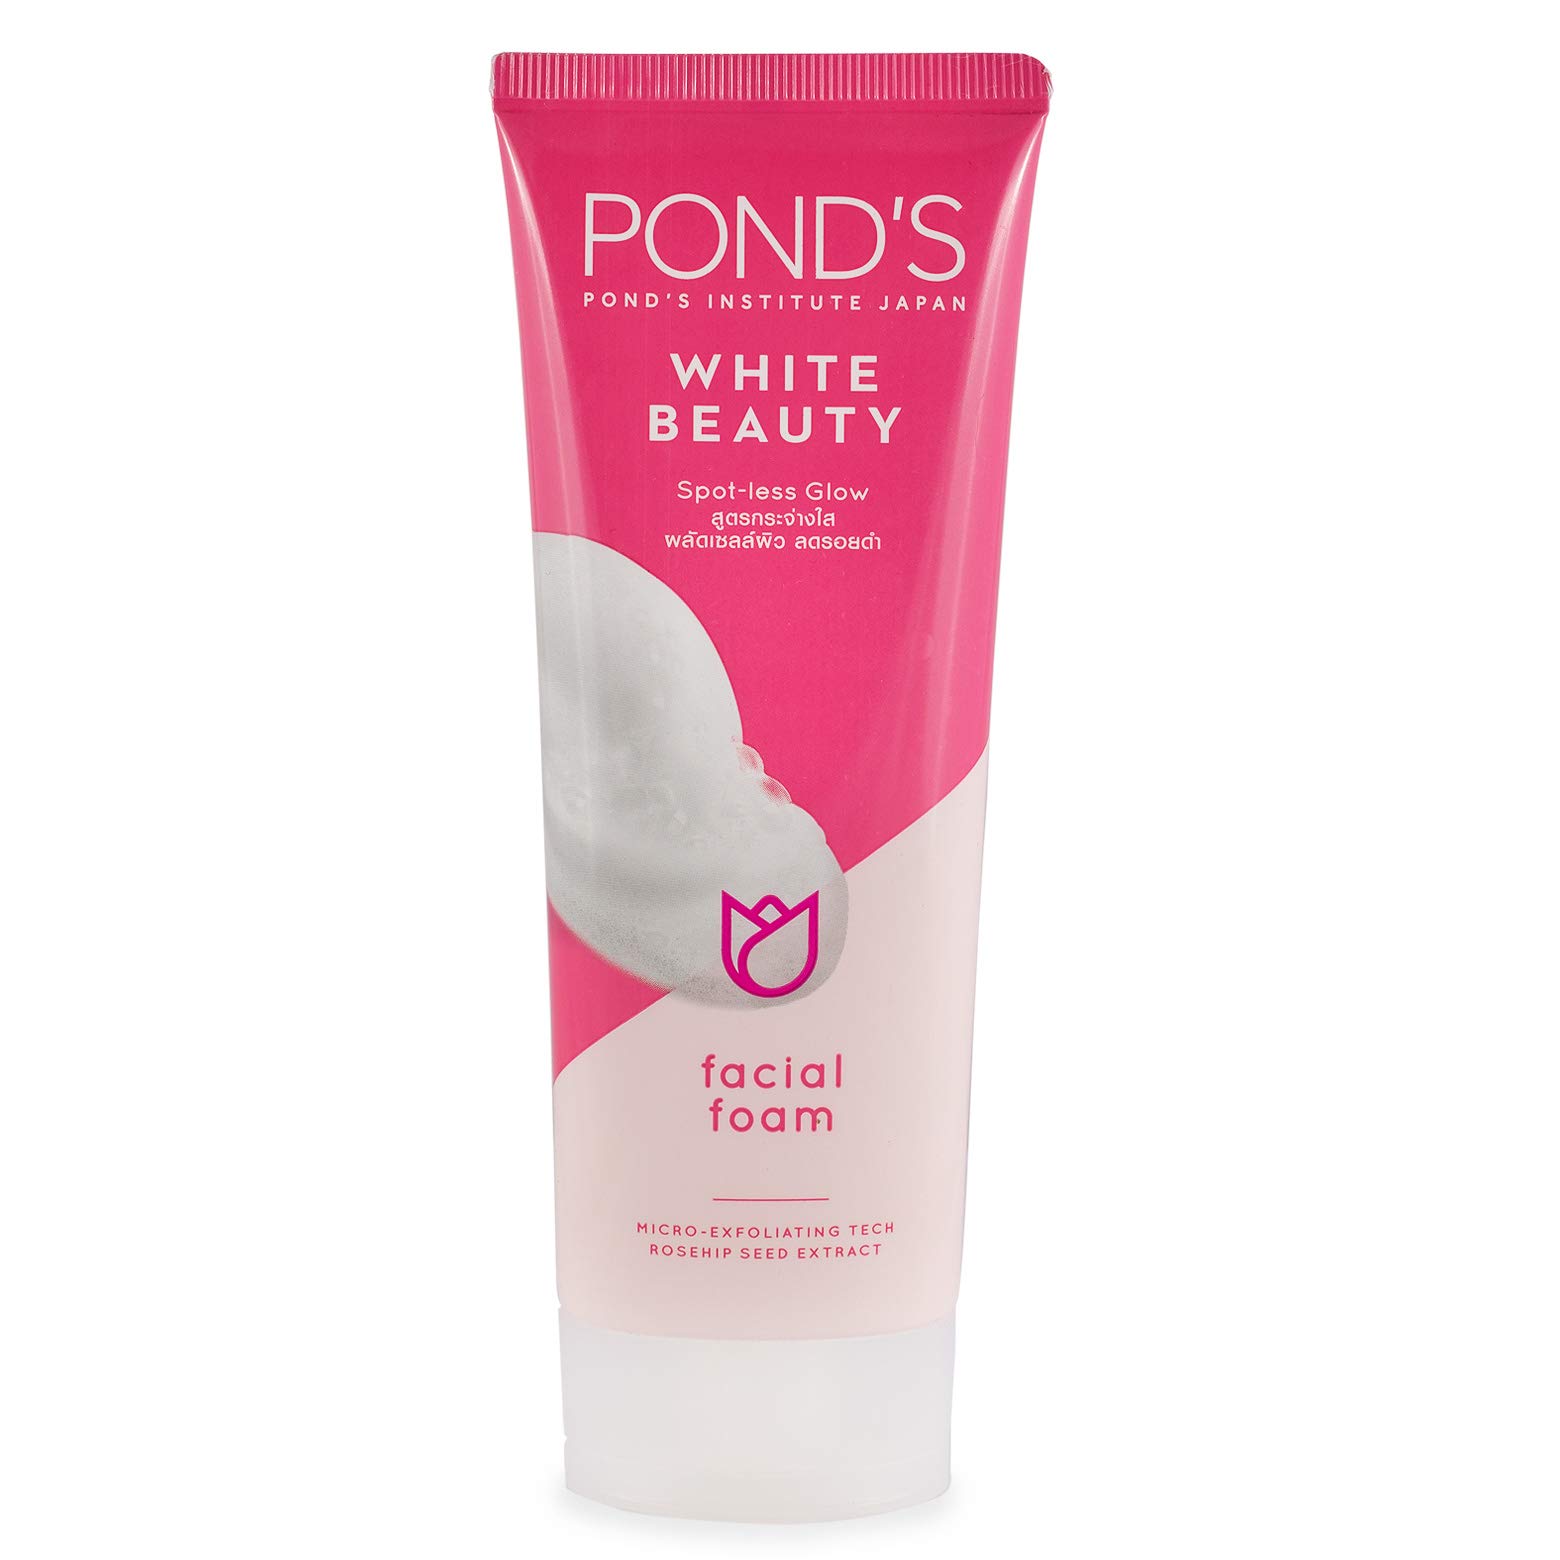 POND'S
POND'S INSTITUTE JAPAN
WHITE
BEAUTY
Spot-less Glow
สูตรกระจ่างใส
ผลัดเซลล์ผิว ลดรอยดำ
facial
foam
MICRO-EXFOLIATING TECH
ROSEHIP SEED EXTRACT